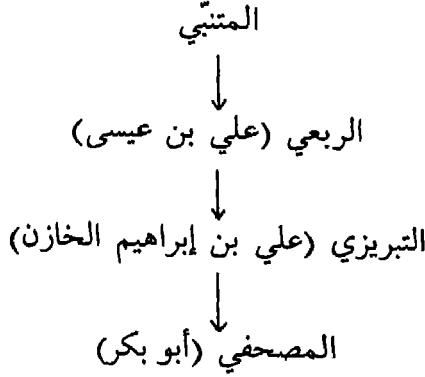 المتنبّي
الربعي (علي بن عيسى)
التبريزي (علي بن إبراهيم الخازن)
المصحفي (أبو بكر)